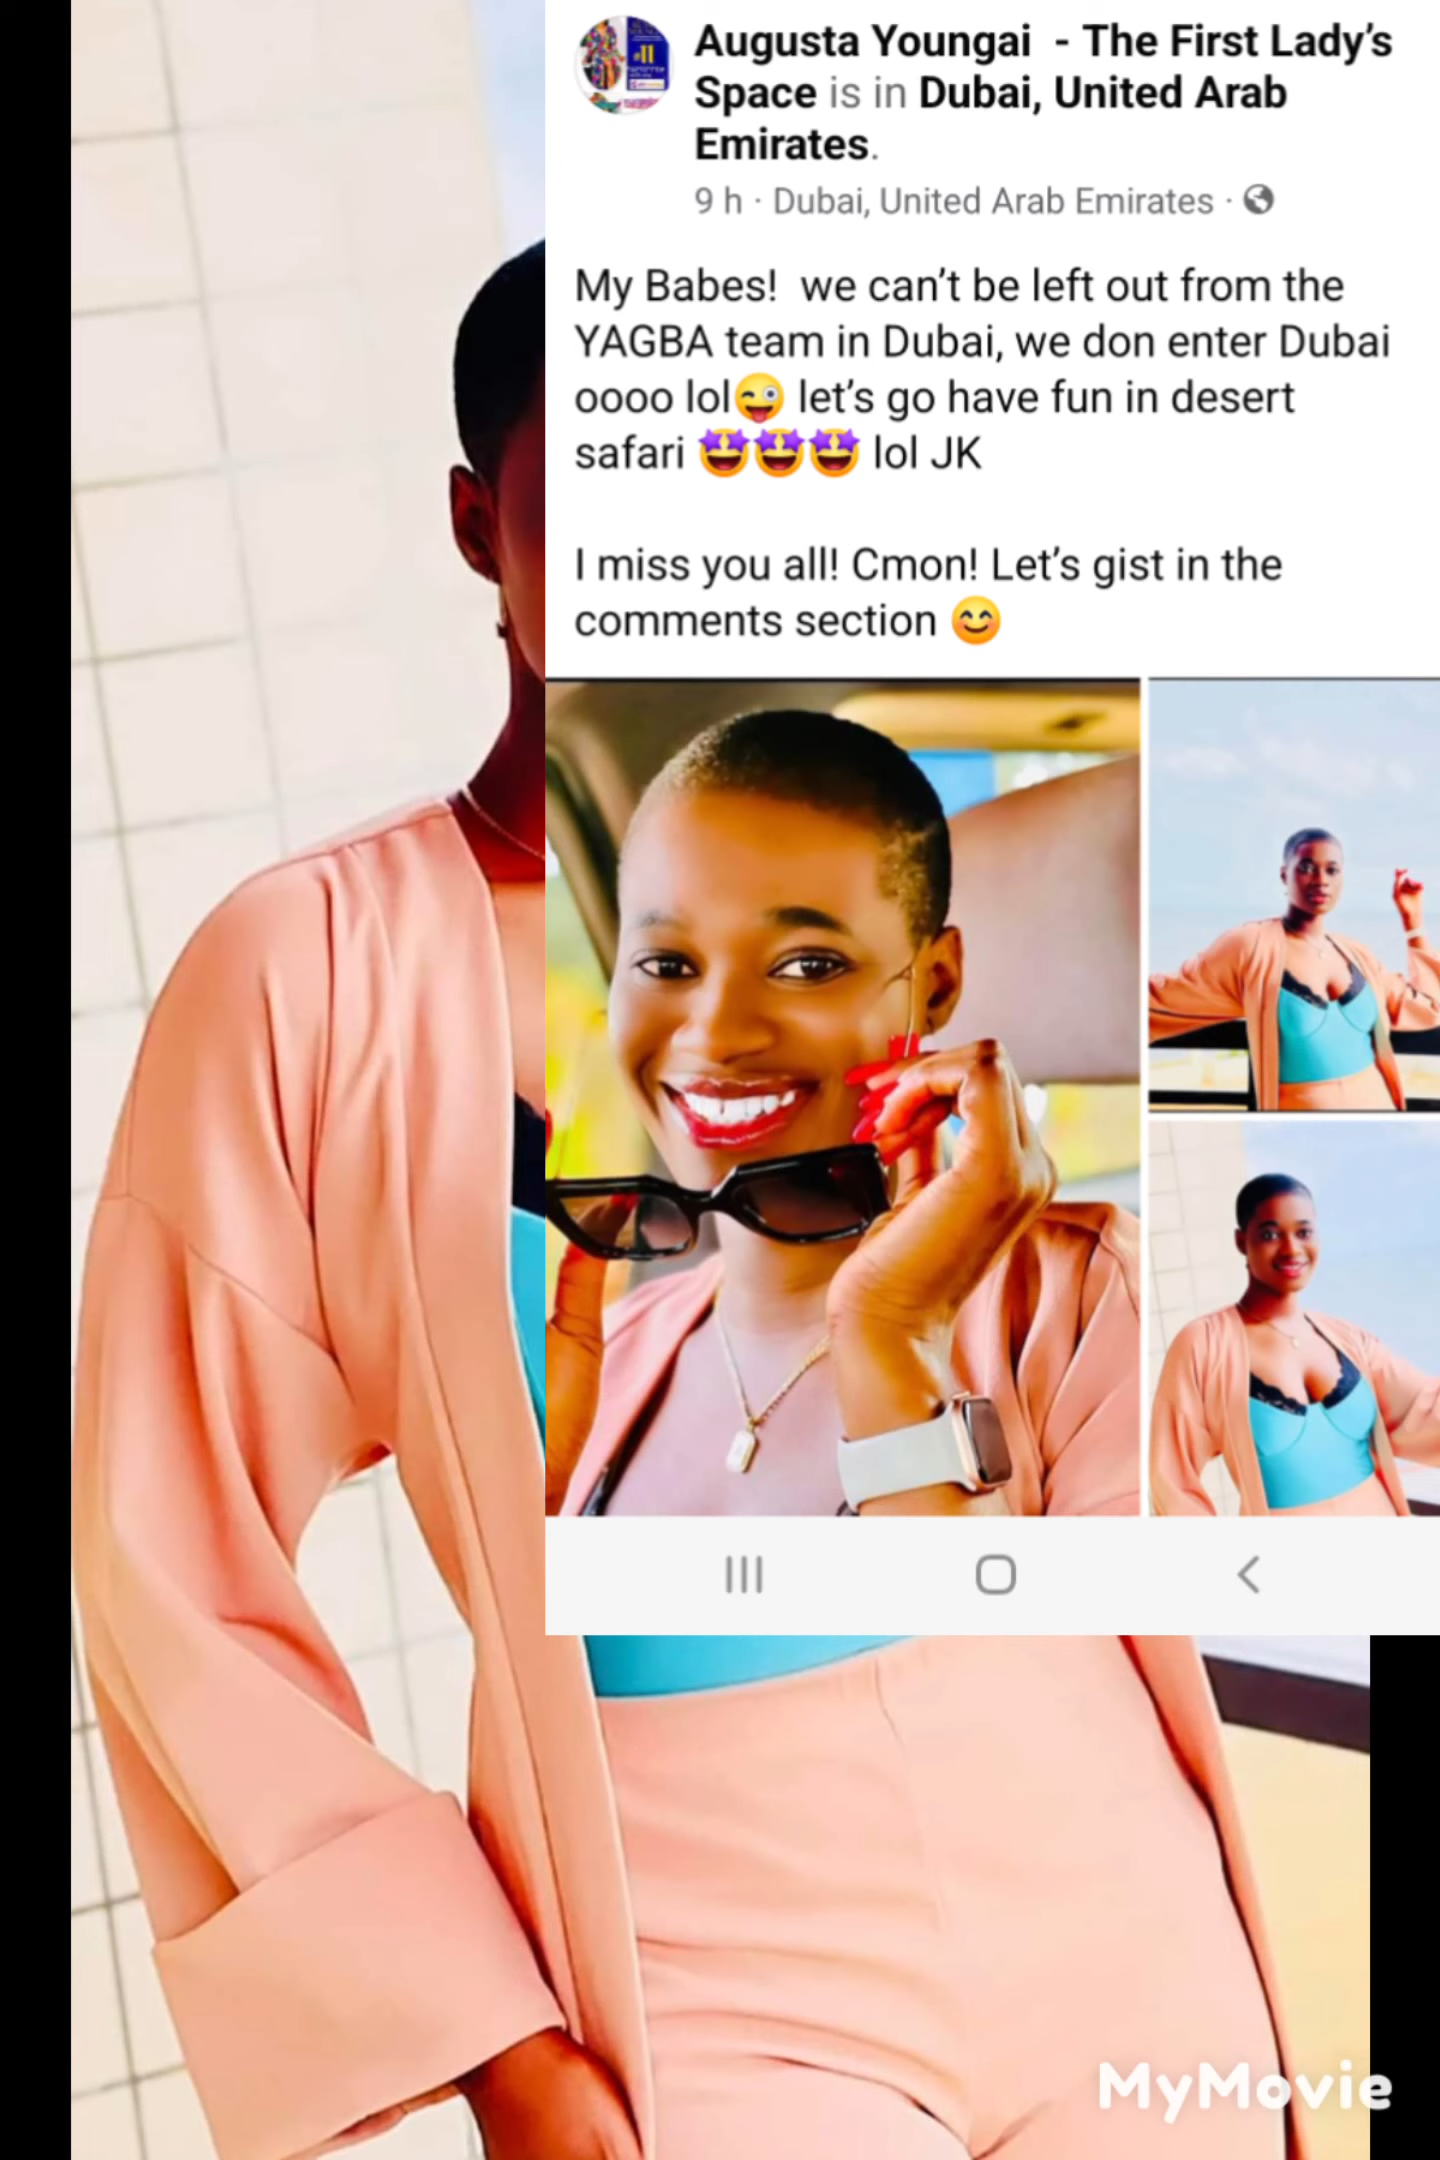 Augusta Youngai - The First Lady's
Space is in Dubai, United Arab
Emirates.
9 h · Dubai, United Arab Emirates ·
My Babes! we can't be left out from the
YAGBA team in Dubai, we don enter Dubai
oooo lol😜 let's go have fun in desert
safari 🤩🤩🤩 lol JK
I miss you all! Cmon! Let's gist in the
comments section 😊
MyMovie